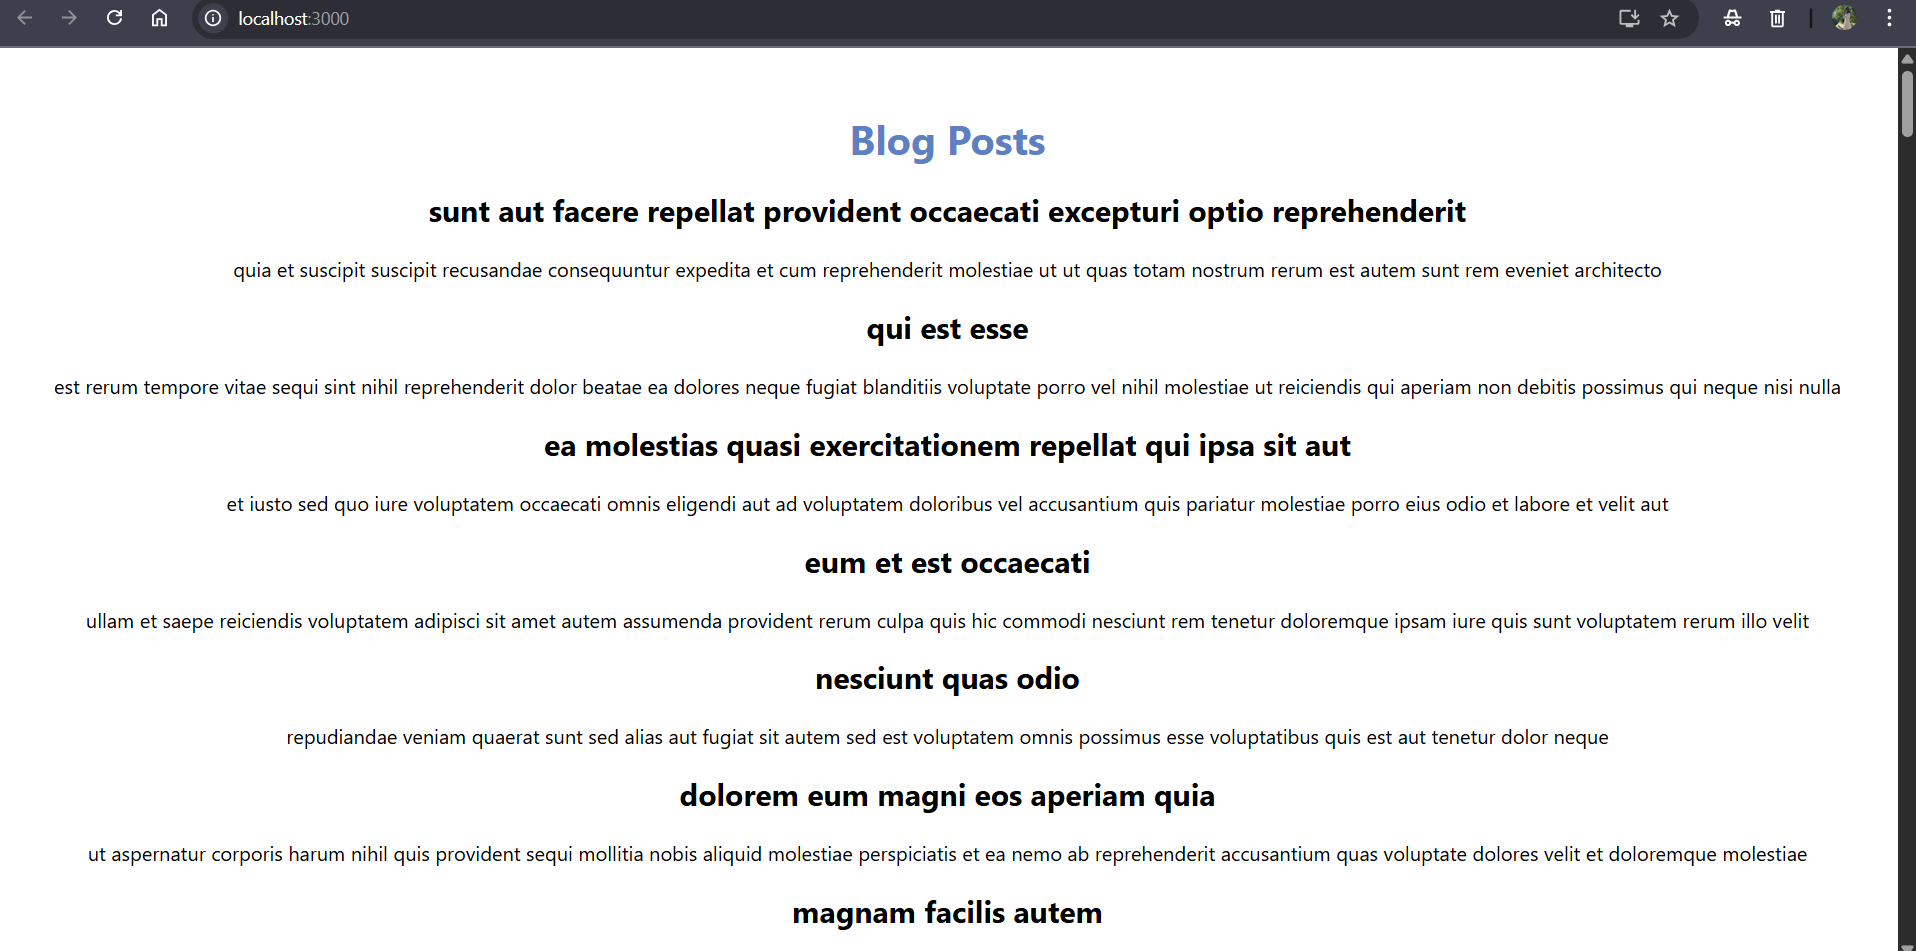 localhost:3000
Blog Posts
sunt aut facere repellat provident occaecati excepturi optio reprehenderit
quia et suscipit suscipit recusandae consequuntur expedita et cum reprehenderit molestiae ut ut quas totam nostrum rerum est autem sunt rem eveniet architecto
qui est esse
est rerum tempore vitae sequi sint nihil reprehenderit dolor beatae ea dolores neque fugiat blanditiis voluptate porro vel nihil molestiae ut reiciendis qui aperiam non debitis possimus qui neque nisi nulla
ea molestias quasi exercitationem repellat qui ipsa sit aut
et iusto sed quo iure voluptatem occaecati omnis eligendi aut ad voluptatem doloribus vel accusantium quis pariatur molestiae porro eius odio et labore et velit aut
eum et est occaecati
ullam et saepe reiciendis voluptatem adipisci sit amet autem assumenda provident rerum culpa quis hic commodi nesciunt rem tenetur doloremque ipsam iure quis sunt voluptatem rerum illo velit
nesciunt quas odio
repudiandae veniam quaerat sunt sed alias aut fugiat sit autem sed est voluptatem omnis possimus esse voluptatibus quis est aut tenetur dolor neque
dolorem eum magni eos aperiam quia
ut aspernatur corporis harum nihil quis provident sequi mollitia nobis aliquid molestiae perspiciatis et ea nemo ab reprehenderit accusantium quas voluptate dolores velit et doloremque molestiae
magnam facilis autem